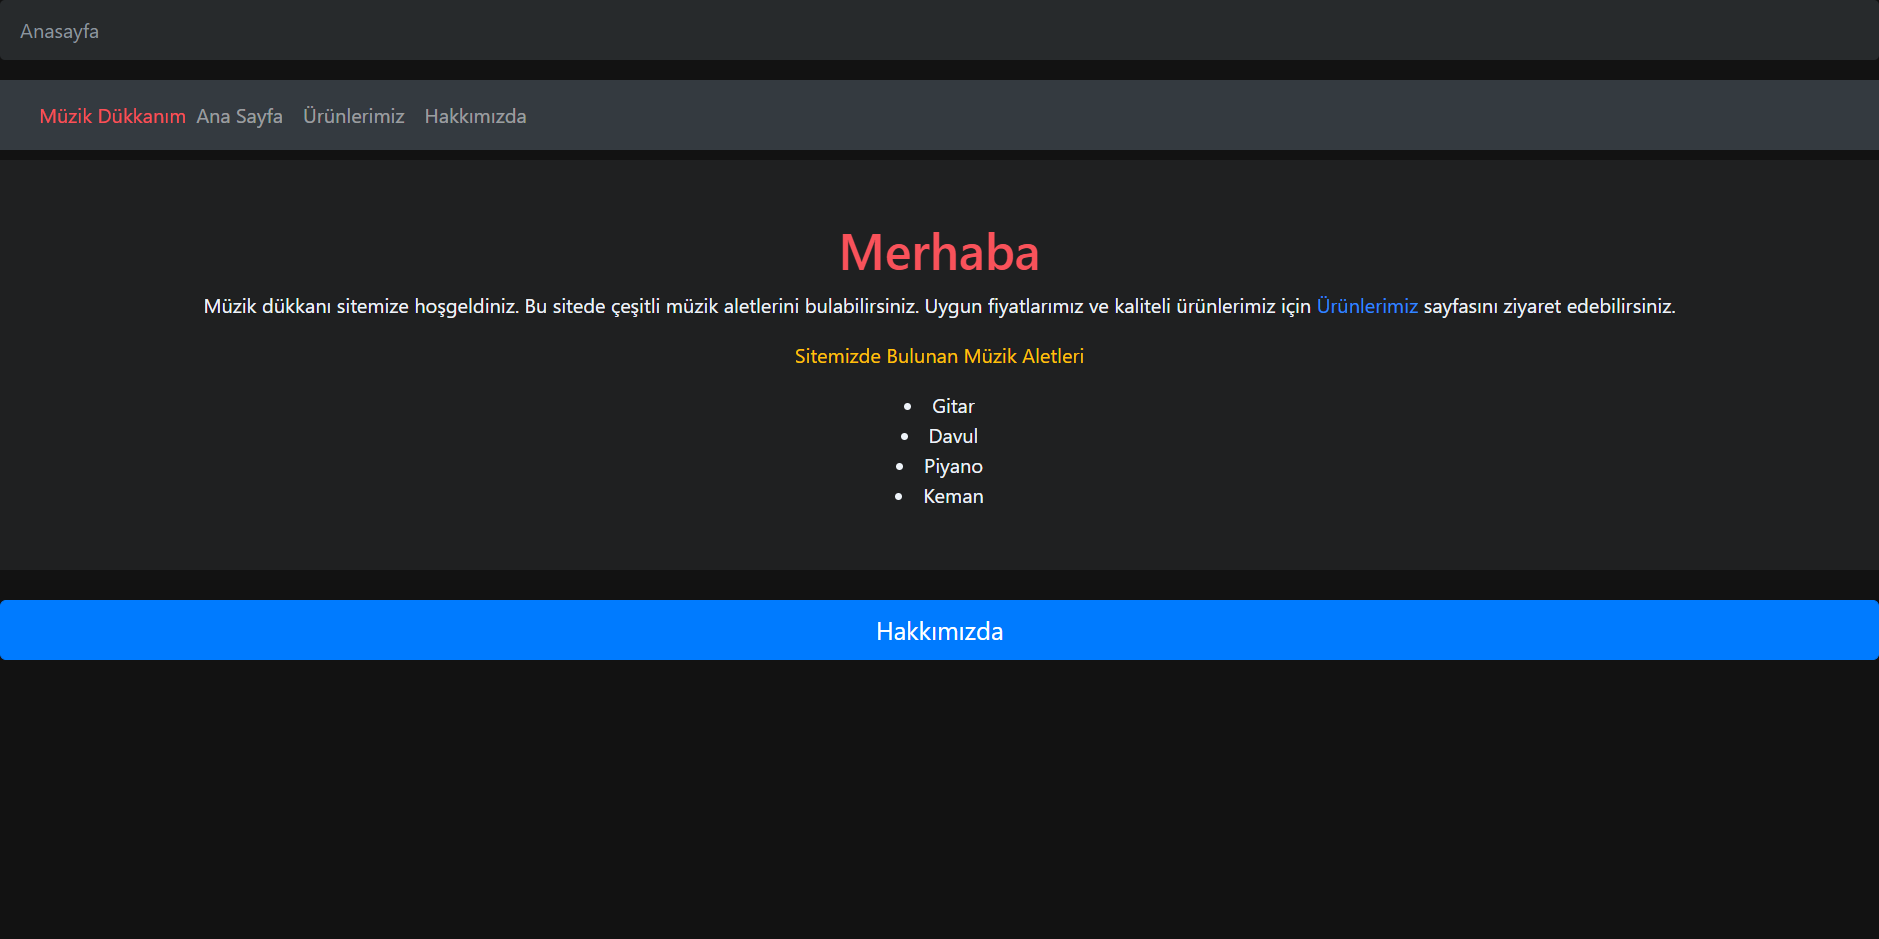 Anasayfa
Müzik Dükkanım Ana Sayfa Ürünlerimiz Hakkımızda
Merhaba
Müzik dükkanı sitemize hoşgeldiniz. Bu sitede çeşitli müzik aletlerini bulabilirsiniz. Uygun fiyatlarımız ve kaliteli ürünlerimiz için Ürünlerimiz sayfasını ziyaret edebilirsiniz.
Sitemizde Bulunan Müzik Aletleri
• Gitar
• Davul
• Piyano
• Keman
Hakkımızda